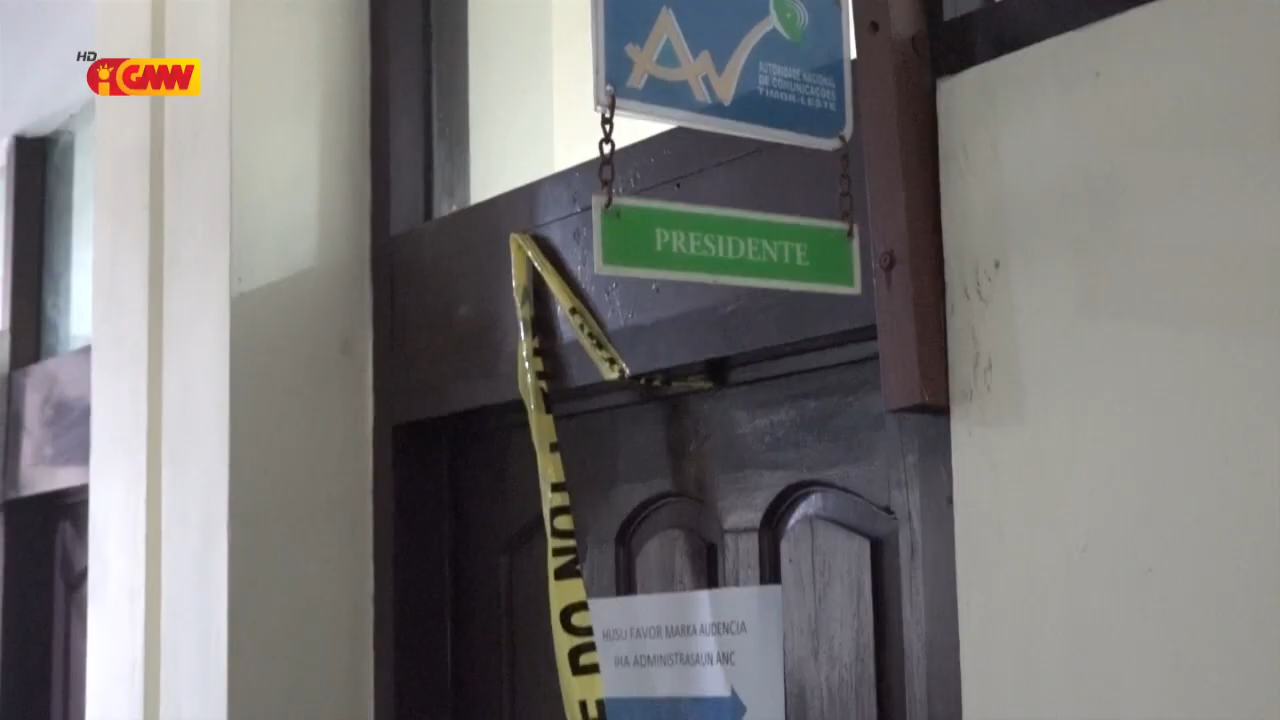 HD
GMN
AUTORIDADE NACIONAL
DE COMUNICAÇÕES
TIMOR-LESTE
PRESIDENTE
DO NOT
HUSU FAVOR MARKA AUDENCIA
IHA ADMINISTRASAUN ANC